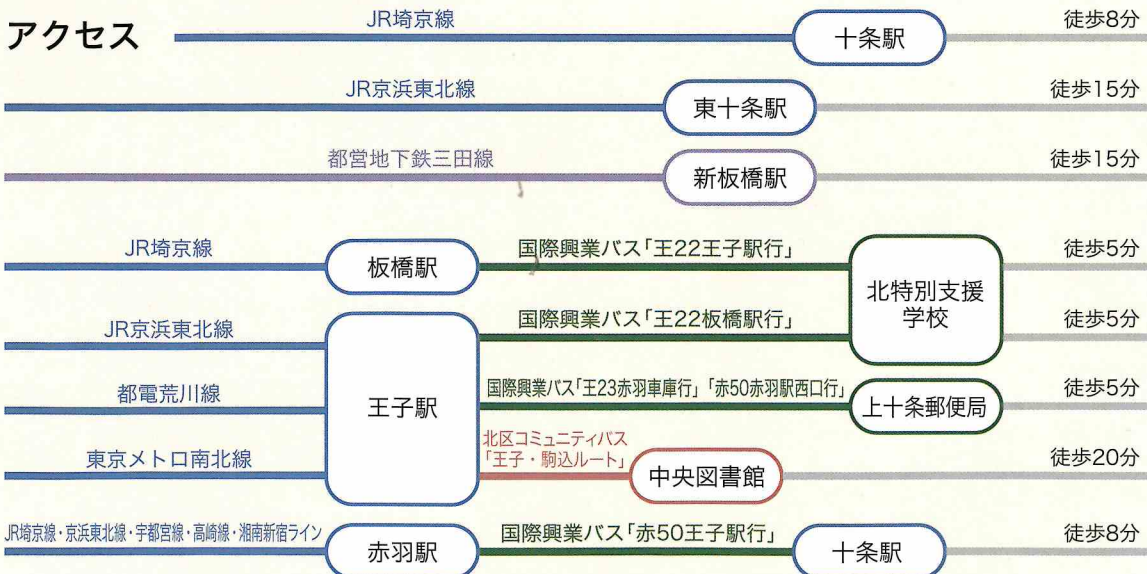 アクセス
JR埼京線
十条駅
徒歩8分
JR京浜東北線
東十条駅
徒歩15分
都営地下鉄三田線
新板橋駅
徒歩15分
JR埼京線
板橋駅
国際興業バス「王22王子駅行」
北特別支援
学校
徒歩5分
JR京浜東北線
王子駅
国際興業バス「王22板橋駅行」
徒歩5分
都電荒川線
国際興業バス「王23赤羽車庫行」「赤50赤羽駅西口行」
上十条郵便局
徒歩5分
東京メトロ南北線
北区コミュニティバス
「王子・駒込ルート」
中央図書館
徒歩20分
JR埼京線・京浜東北線・宇都宮線・高崎線・湘南新宿ライン
赤羽駅
国際興業バス「赤50王子駅行」
十条駅
徒歩8分